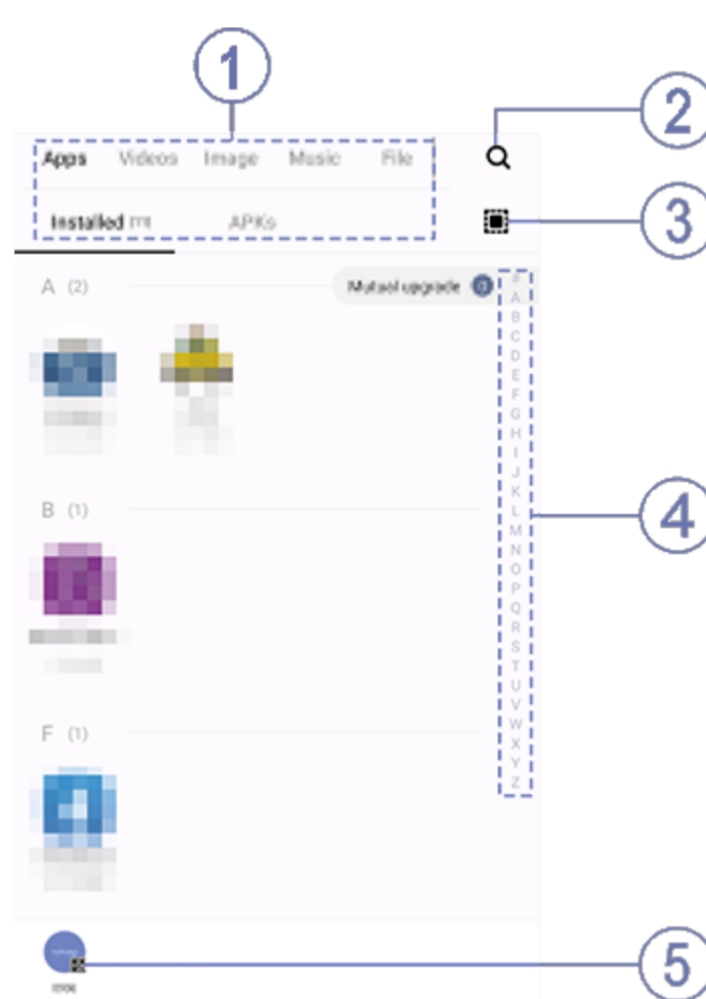 1
2
Apps Videos Image Music File
Installed APKs
3
A (2) Mutual upgrade
#
A
B
C
D
E
F
G
H
I
J
K
L
M
N
O
P
Q
R
S
T
U
V
W
X
Y
Z
4
B (1)
F (1)
5